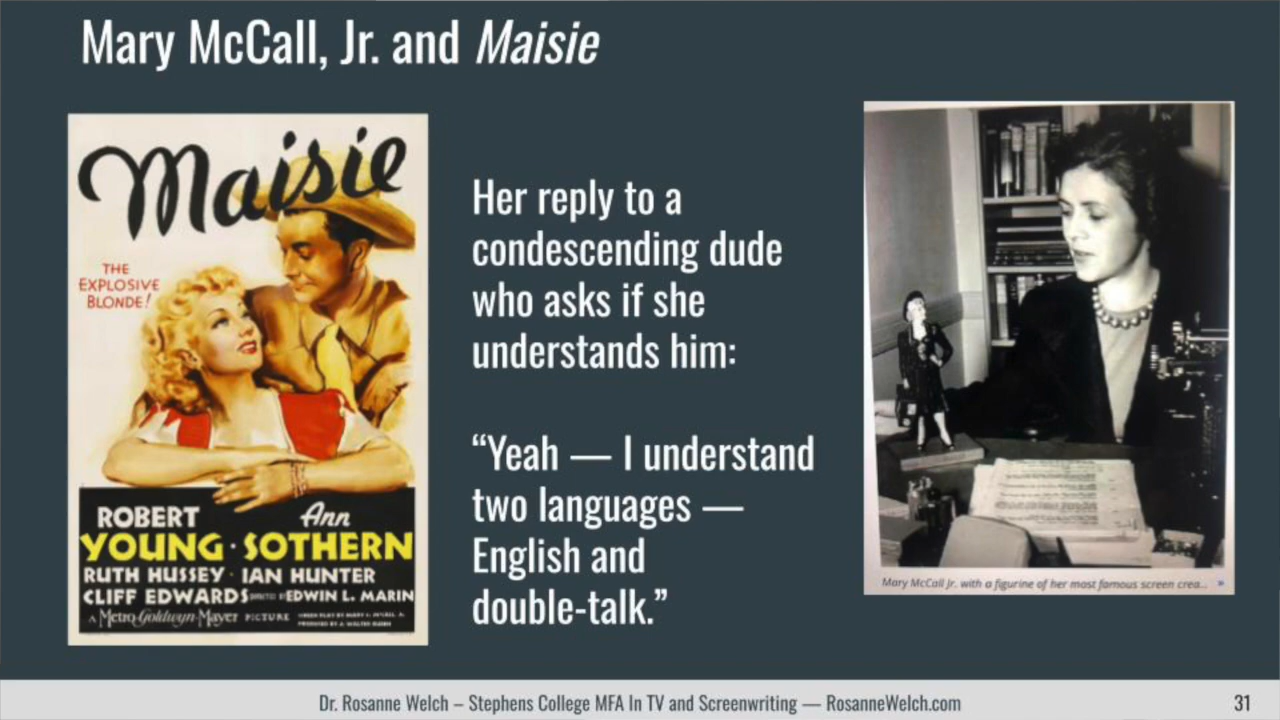 Mary McCall, Jr. and Maisie
Maisie
THE
EXPLOSIVE
BLONDE!
ROBERT
YOUNG · Ann SOTHERN
RUTH HUSSEY · IAN HUNTER
CLIFF EDWARDS DIRECTED BY EDWIN L. MARIN
A Metro-Goldwyn-Mayer PICTURE
Her reply to a
condescending dude
who asks if she
understands him:
“Yeah — I understand
two languages —
English and
double-talk.”
Mary McCall Jr. with a figurine of her most famous screen crea... »
Dr. Rosanne Welch – Stephens College MFA In TV and Screenwriting — RosanneWelch.com
31